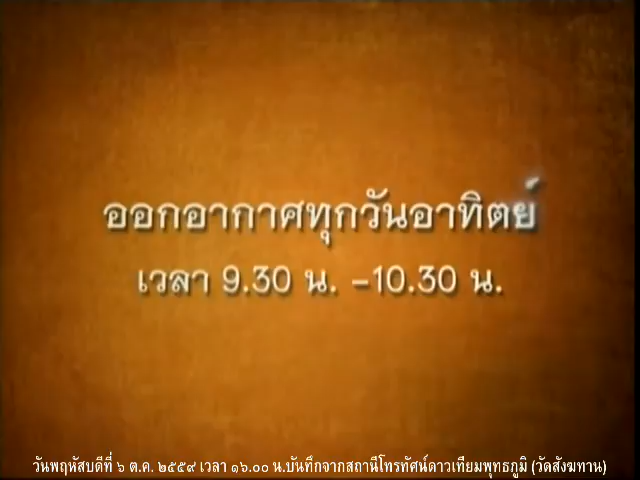 ออกอากาศทุกวันอาทิตย์
เวลา 9.30 น. -10.30 น.
วันพฤหัสบดีที่ ๖ ต.ค. ๒๕๕๙ เวลา ๑๖.๐๐ น.บันทึกจากสถานีโทรทัศน์ดาวเทียมพุทธภูมิ (วัดสังฆทาน)